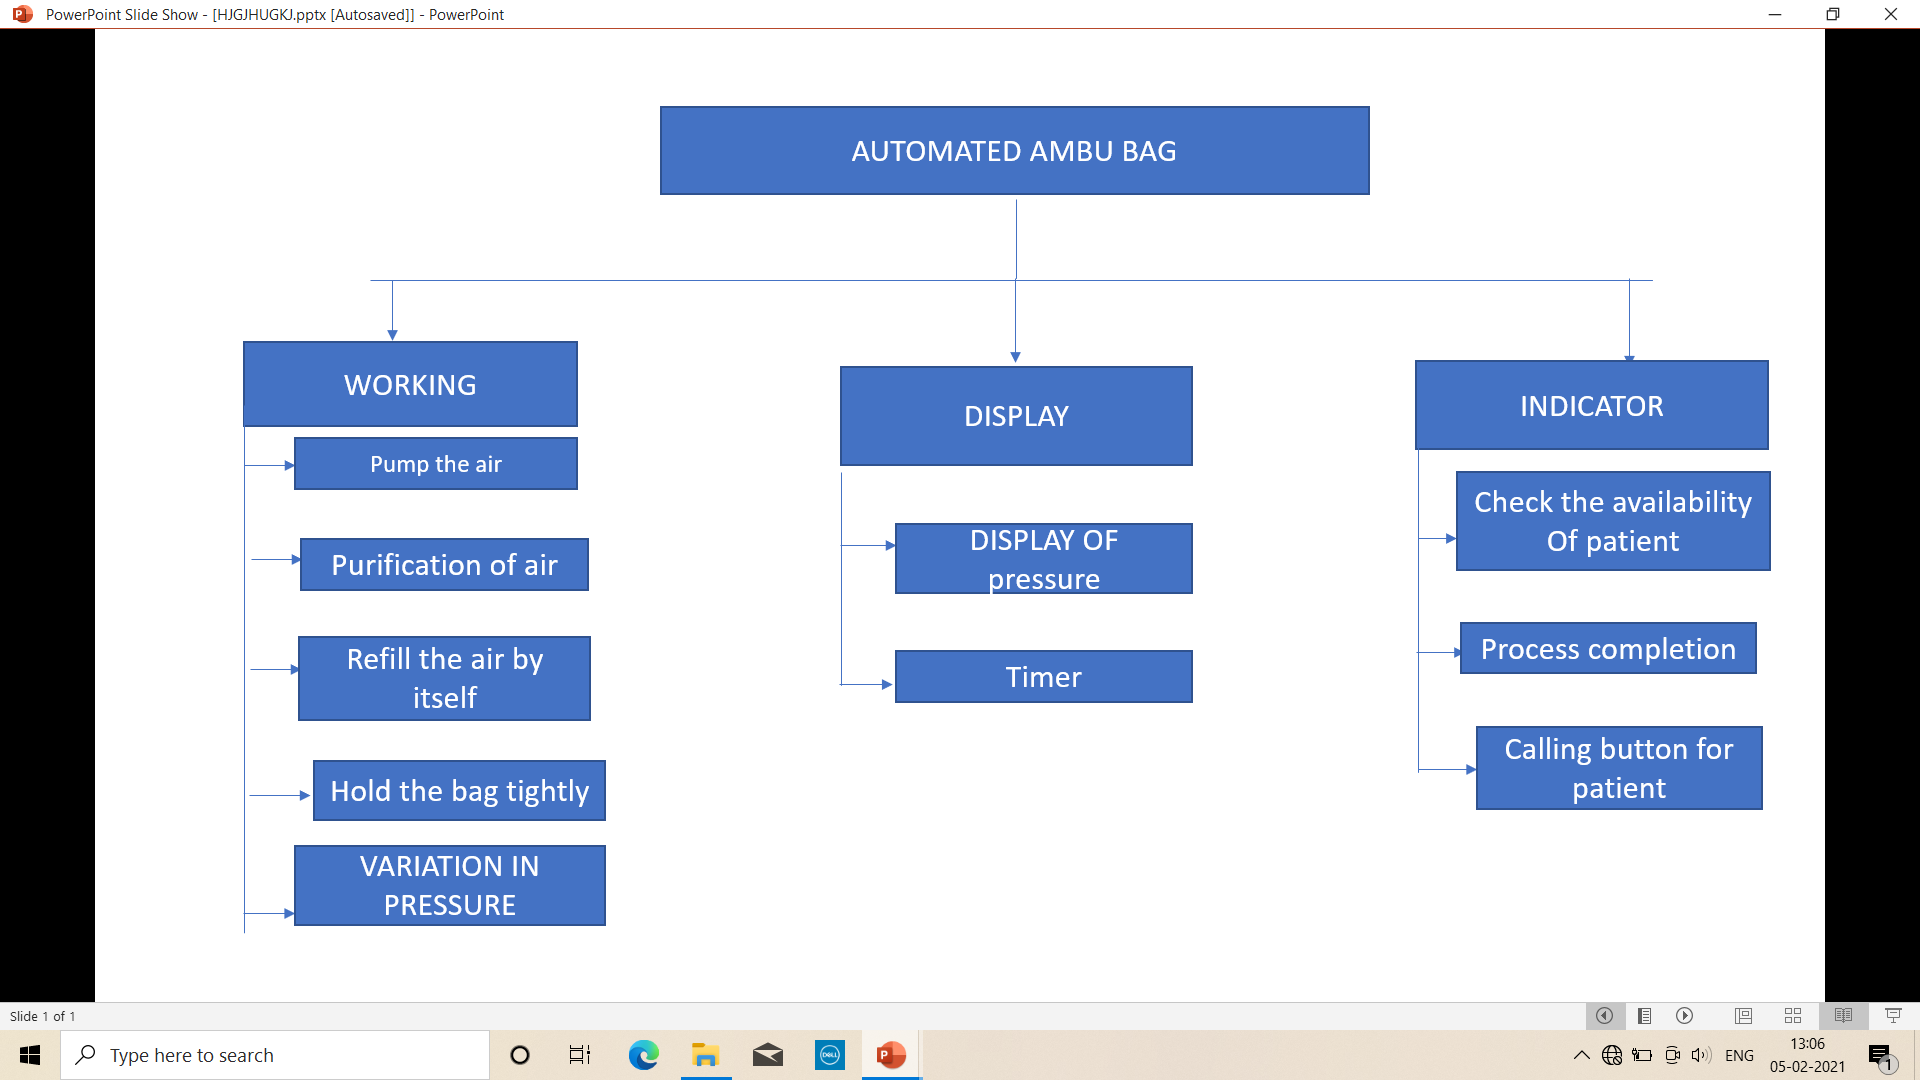 PowerPoint Slide Show - [HJGJHUGKJ.pptx [Autosaved]] - PowerPoint
AUTOMATED AMBU BAG
WORKING
Pump the air
Purification of air
Refill the air by
itself
Hold the bag tightly
VARIATION IN
PRESSURE
DISPLAY
DISPLAY OF
pressure
Timer
INDICATOR
Check the availability
Of patient
Process completion
Calling button for
patient
Slide 1 of 1
Type here to search
DELL
P
ENG
13:06
05-02-2021
1